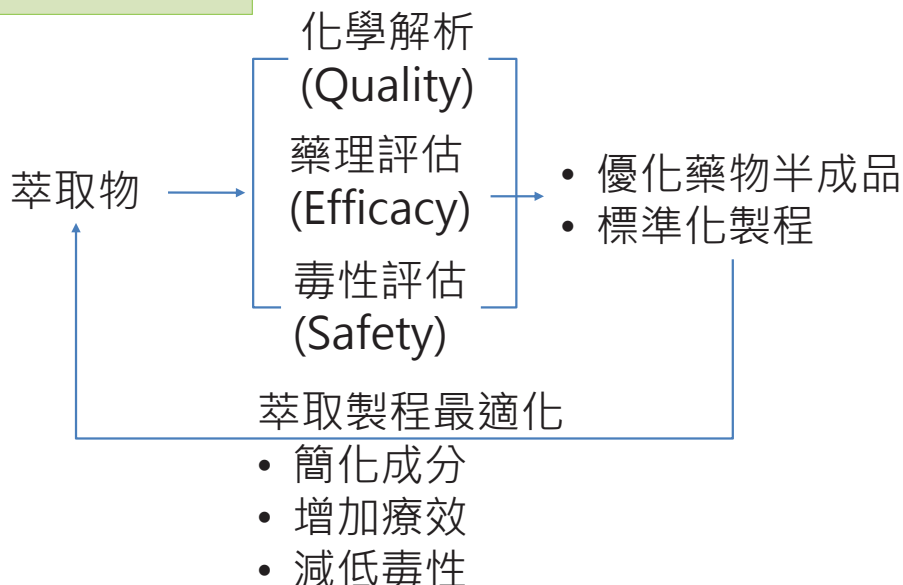 化學解析
(Quality)
藥理評估
(Efficacy)
毒性評估
(Safety)
萃取物
• 優化藥物半成品
• 標準化製程
萃取製程最適化
• 簡化成分
• 增加療效
• 減低毒性